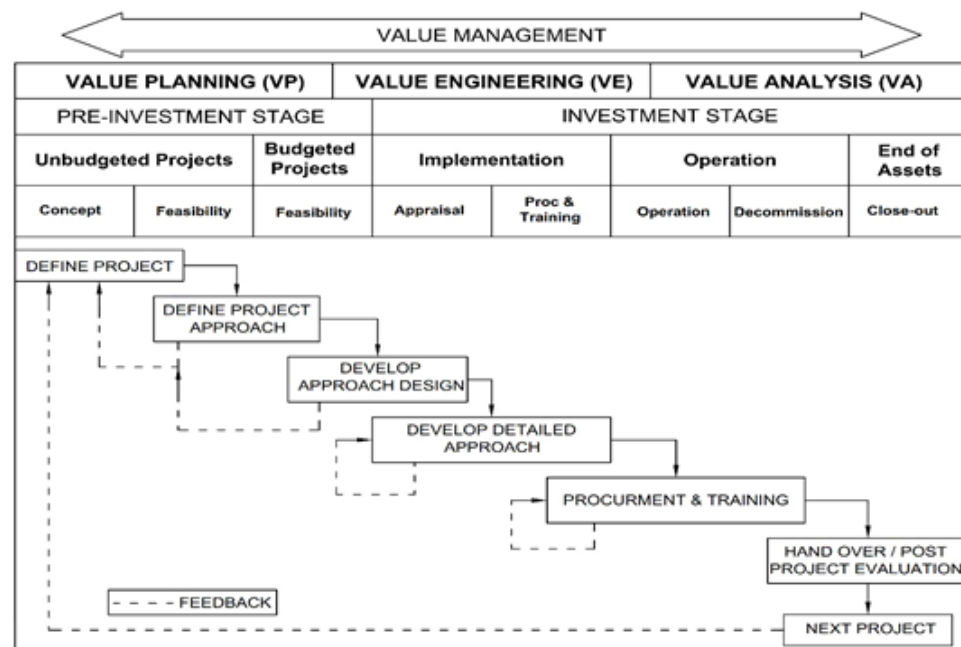 VALUE MANAGEMENT
VALUE PLANNING (VP) VALUE ENGINEERING (VE) VALUE ANALYSIS (VA)
PRE-INVESTMENT STAGE INVESTMENT STAGE
Unbudgeted Projects
Budgeted
Projects
Implementation
Operation
End of
Assets
Concept
Feasibility
Feasibility
Appraisal
Proc &
Training
Operation
Decommission
Close-out
DEFINE PROJECT
DEFINE PROJECT
APPROACH
DEVELOP
APPROACH DESIGN
DEVELOP DETAILED
APPROACH
PROCURMENT & TRAINING
HAND OVER / POST
PROJECT EVALUATION
FEEDBACK
NEXT PROJECT